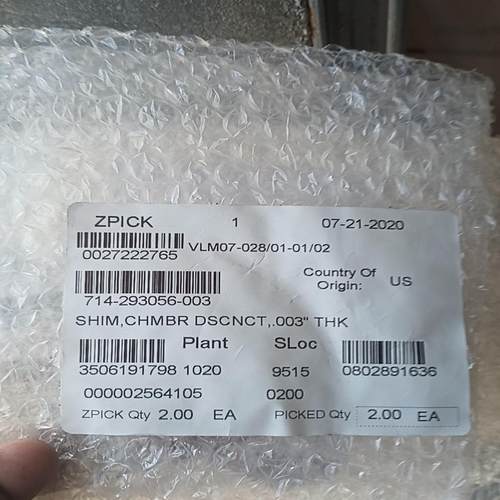 ZPICK 1 07-21-2020
VLM07-028/01-01/02
0027222765
Country Of
Origin: US
714-293056-003
SHIM,CHMBR DSCNCT,.003" THK
Plant SLoc
3506191798 1020 9515 0802891636
000002564105 0200
ZPICK Qty 2.00 EA PICKED Qty 2.00 EA